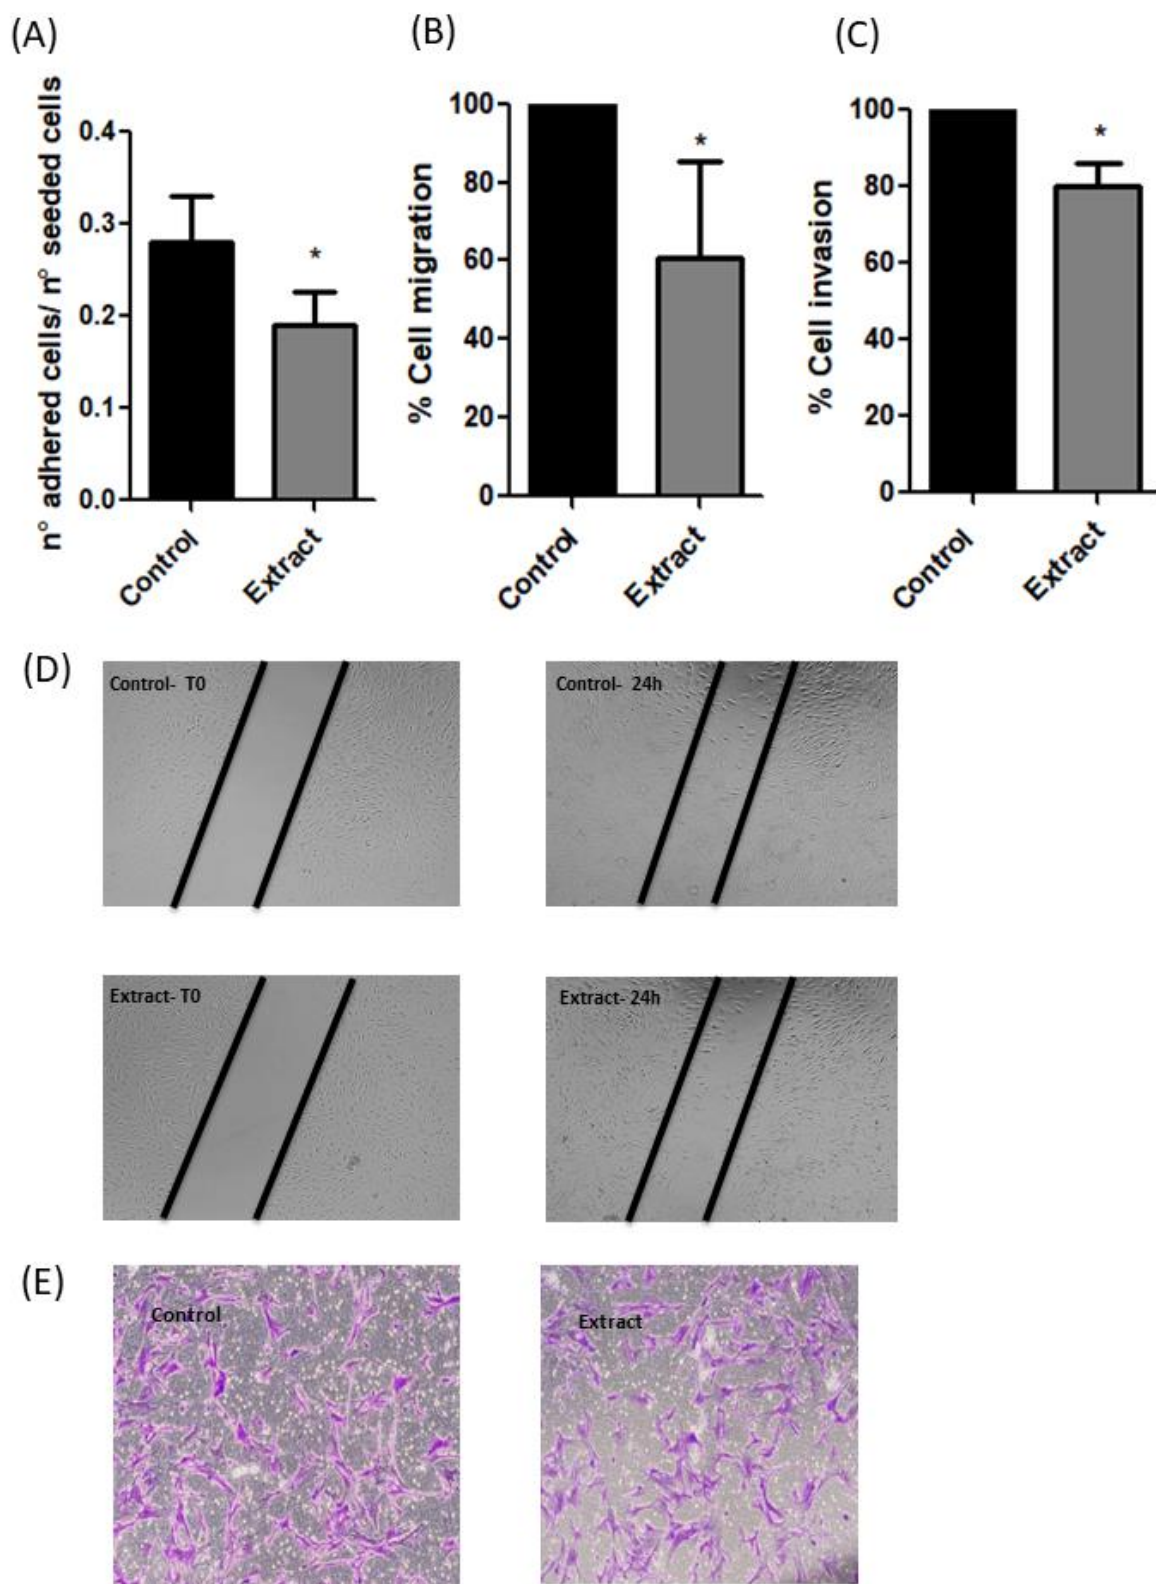 (A)
n° adhered cells/ n° seeded cells
0.4
0.3
0.2
0.1
0.0
*
Control
Extract
(B)
% Cell migration
100
80
60
40
20
0
*
Control
Extract
(C)
% Cell invasion
100
80
60
40
20
0
*
Control
Extract
(D)
Control- T0
Control- 24h
Extract- T0
Extract- 24h
(E)
Control
Extract